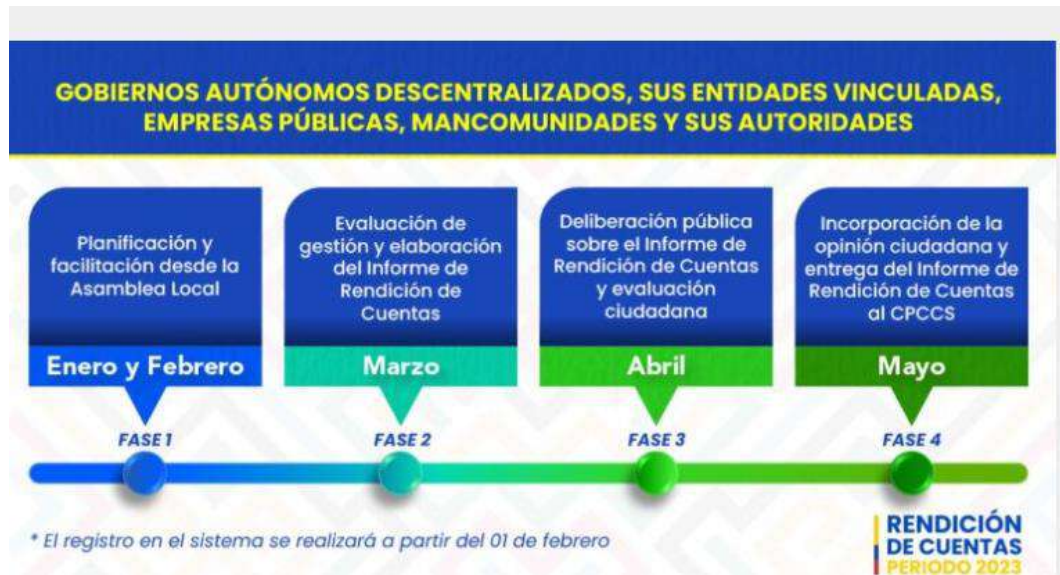 GOBIERNOS AUTÓNOMOS DESCENTRALIZADOS, SUS ENTIDADES VINCULADAS,
EMPRESAS PÚBLICAS, MANCOMUNIDADES Y SUS AUTORIDADES
Planificación y
facilitación desde la
Asamblea Local
Enero y Febrero
FASE 1
Evaluación de
gestión y elaboración
del Informe de
Rendición de
Cuentas
Marzo
FASE 2
Deliberación pública
sobre el Informe de
Rendición de Cuentas
y evaluación
ciudadana
Abril
FASE 3
Incorporación de la
opinión ciudadana y
entrega del Informe de
Rendición de Cuentas
al CPCCS
Mayo
FASE 4
* El registro en el sistema se realizará a partir del 01 de febrero
RENDICIÓN
DE CUENTAS
PERIODO 2023